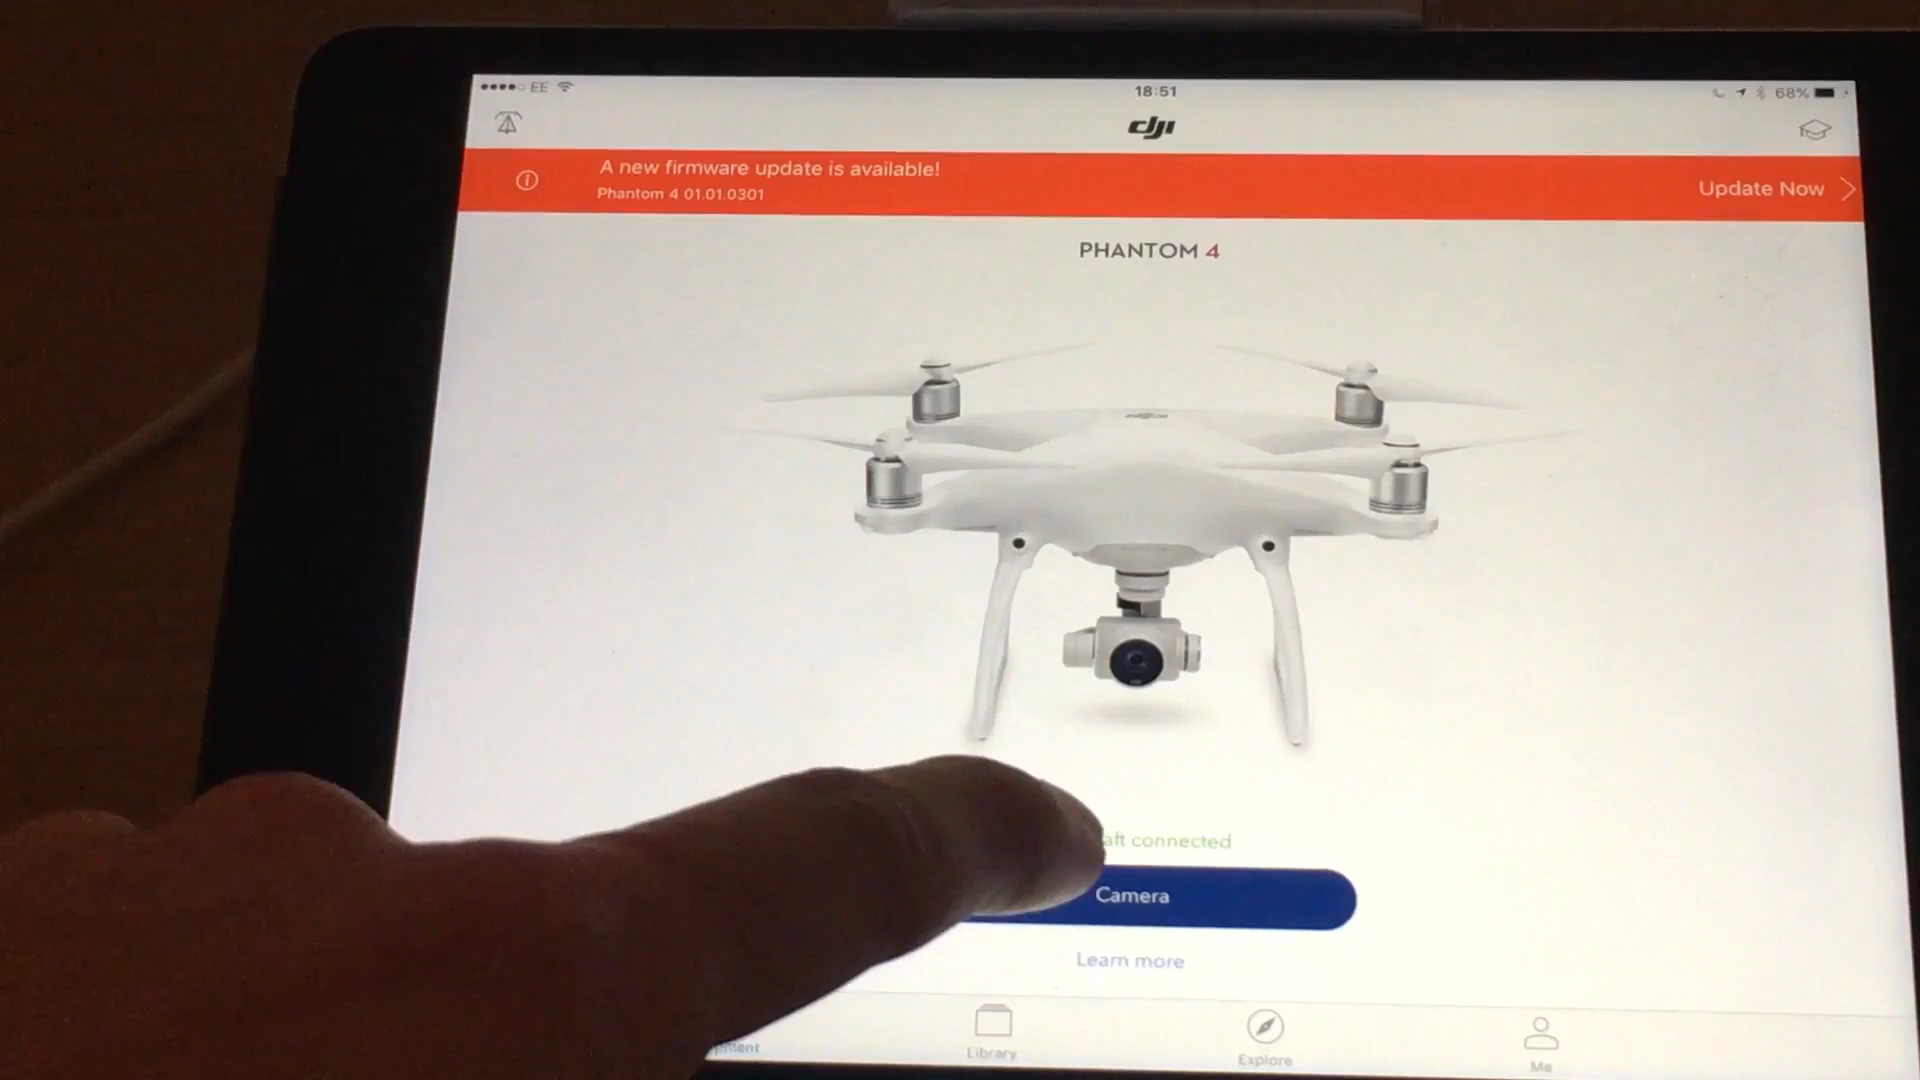 EE
18:51
68%
dji
A new firmware update is available!
Phantom 4 01.01.0301
Update Now
PHANTOM 4
aft connected
Camera
Learn more
pment
Library
Explore
Me